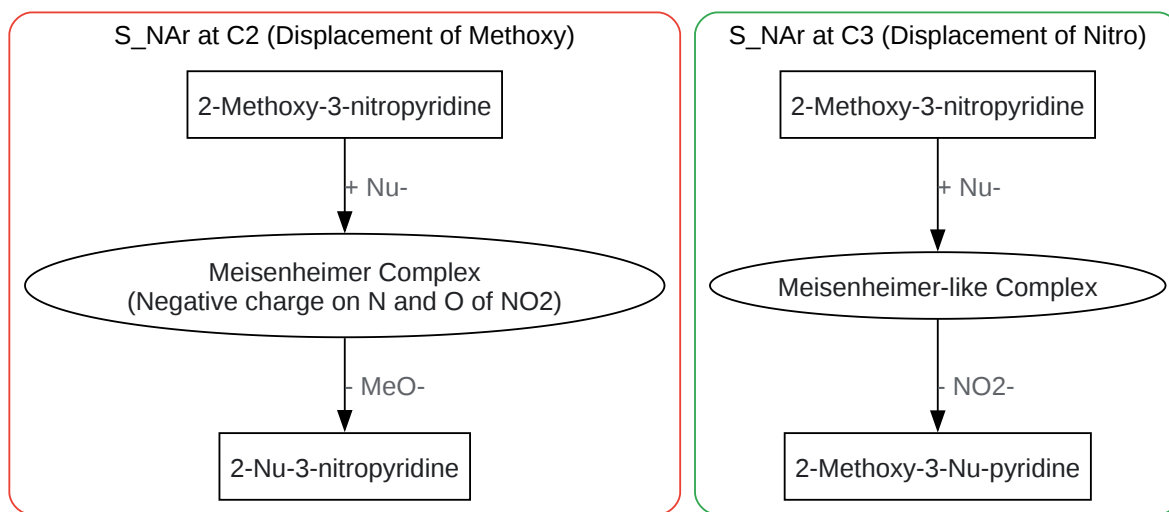 S_NAr at C2 (Displacement of Methoxy)
2-Methoxy-3-nitropyridine
+ Nu-
Meisenheimer Complex
(Negative charge on N and O of NO2)
- MeO-
2-Nu-3-nitropyridine
S_NAr at C3 (Displacement of Nitro)
2-Methoxy-3-nitropyridine
+ Nu-
Meisenheimer-like Complex
- NO2-
2-Methoxy-3-Nu-pyridine